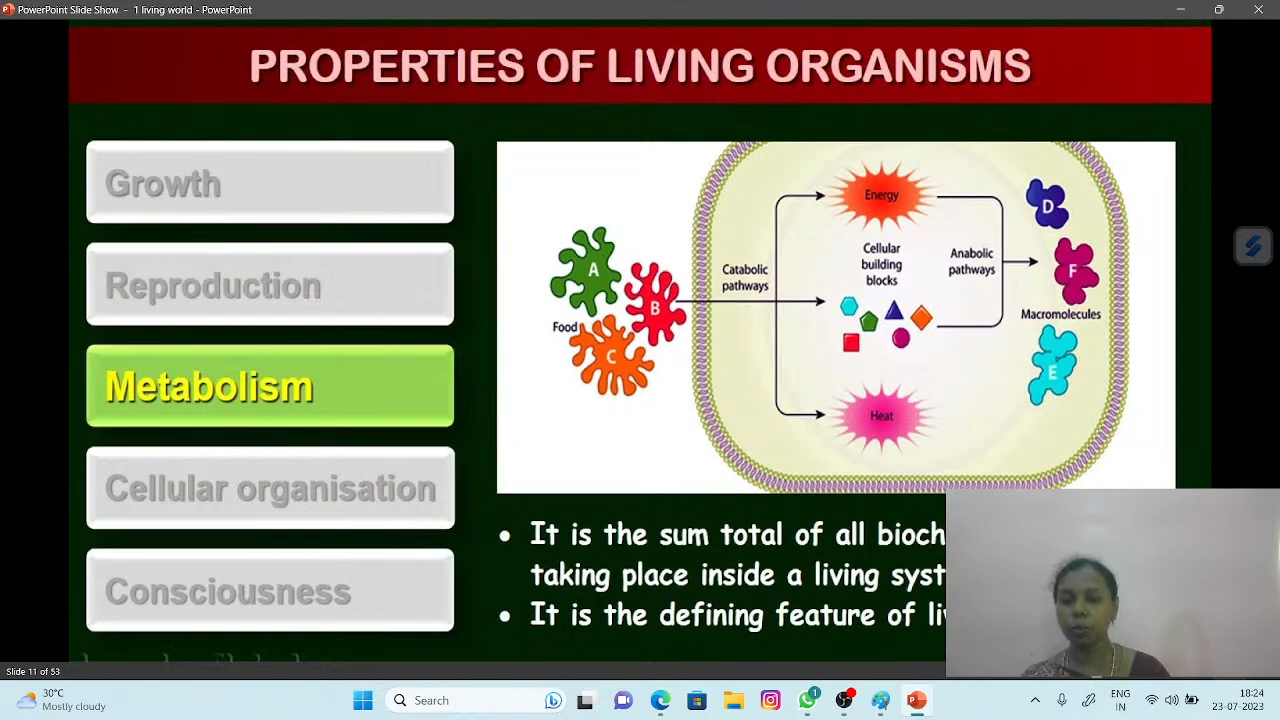 PowerPoint Slide Show - 1 living world - PowerPoint
PROPERTIES OF LIVING ORGANISMS
Growth
Reproduction
Metabolism
Cellular organisation
Consciousness
A
B
C
Food
Catabolic
pathways
Energy
Cellular
building
blocks
Heat
Anabolic
pathways
D
F
Macromolecules
E
• It is the sum total of all bioch
taking place inside a living syst
• It is the defining feature of li
Slide 11 of 53
30°C
Mostly cloudy
Search
1
ENG
IN
18:24
23-07-2023